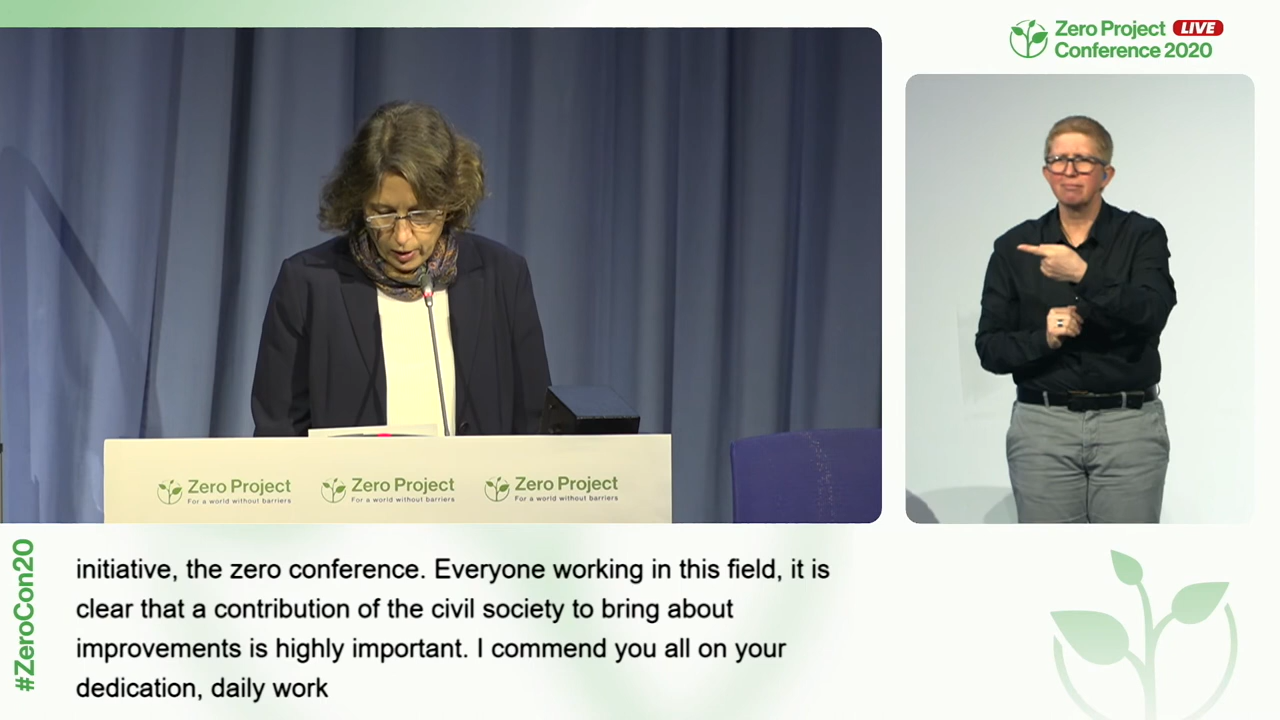 Zero Project LIVE
Conference 2020
Zero Project
For a world without barriers
Zero Project
For a world without barriers
Zero Project
For a world without barriers
#ZeroCon20
initiative, the zero conference. Everyone working in this field, it is
clear that a contribution of the civil society to bring about
improvements is highly important. I commend you all on your
dedication, daily work